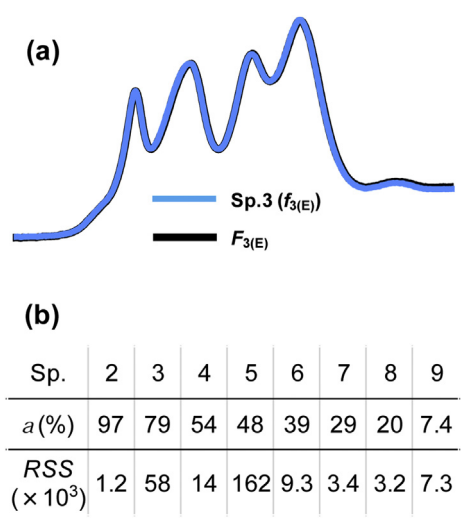 (a)
Sp.3 (f3(E))
F3(E)
(b)
Sp. 2 3 4 5 6 7 8 9
a (%) 97 79 54 48 39 29 20 7.4
RSS (×10³) 1.2 58 14 162 9.3 3.4 3.2 7.3